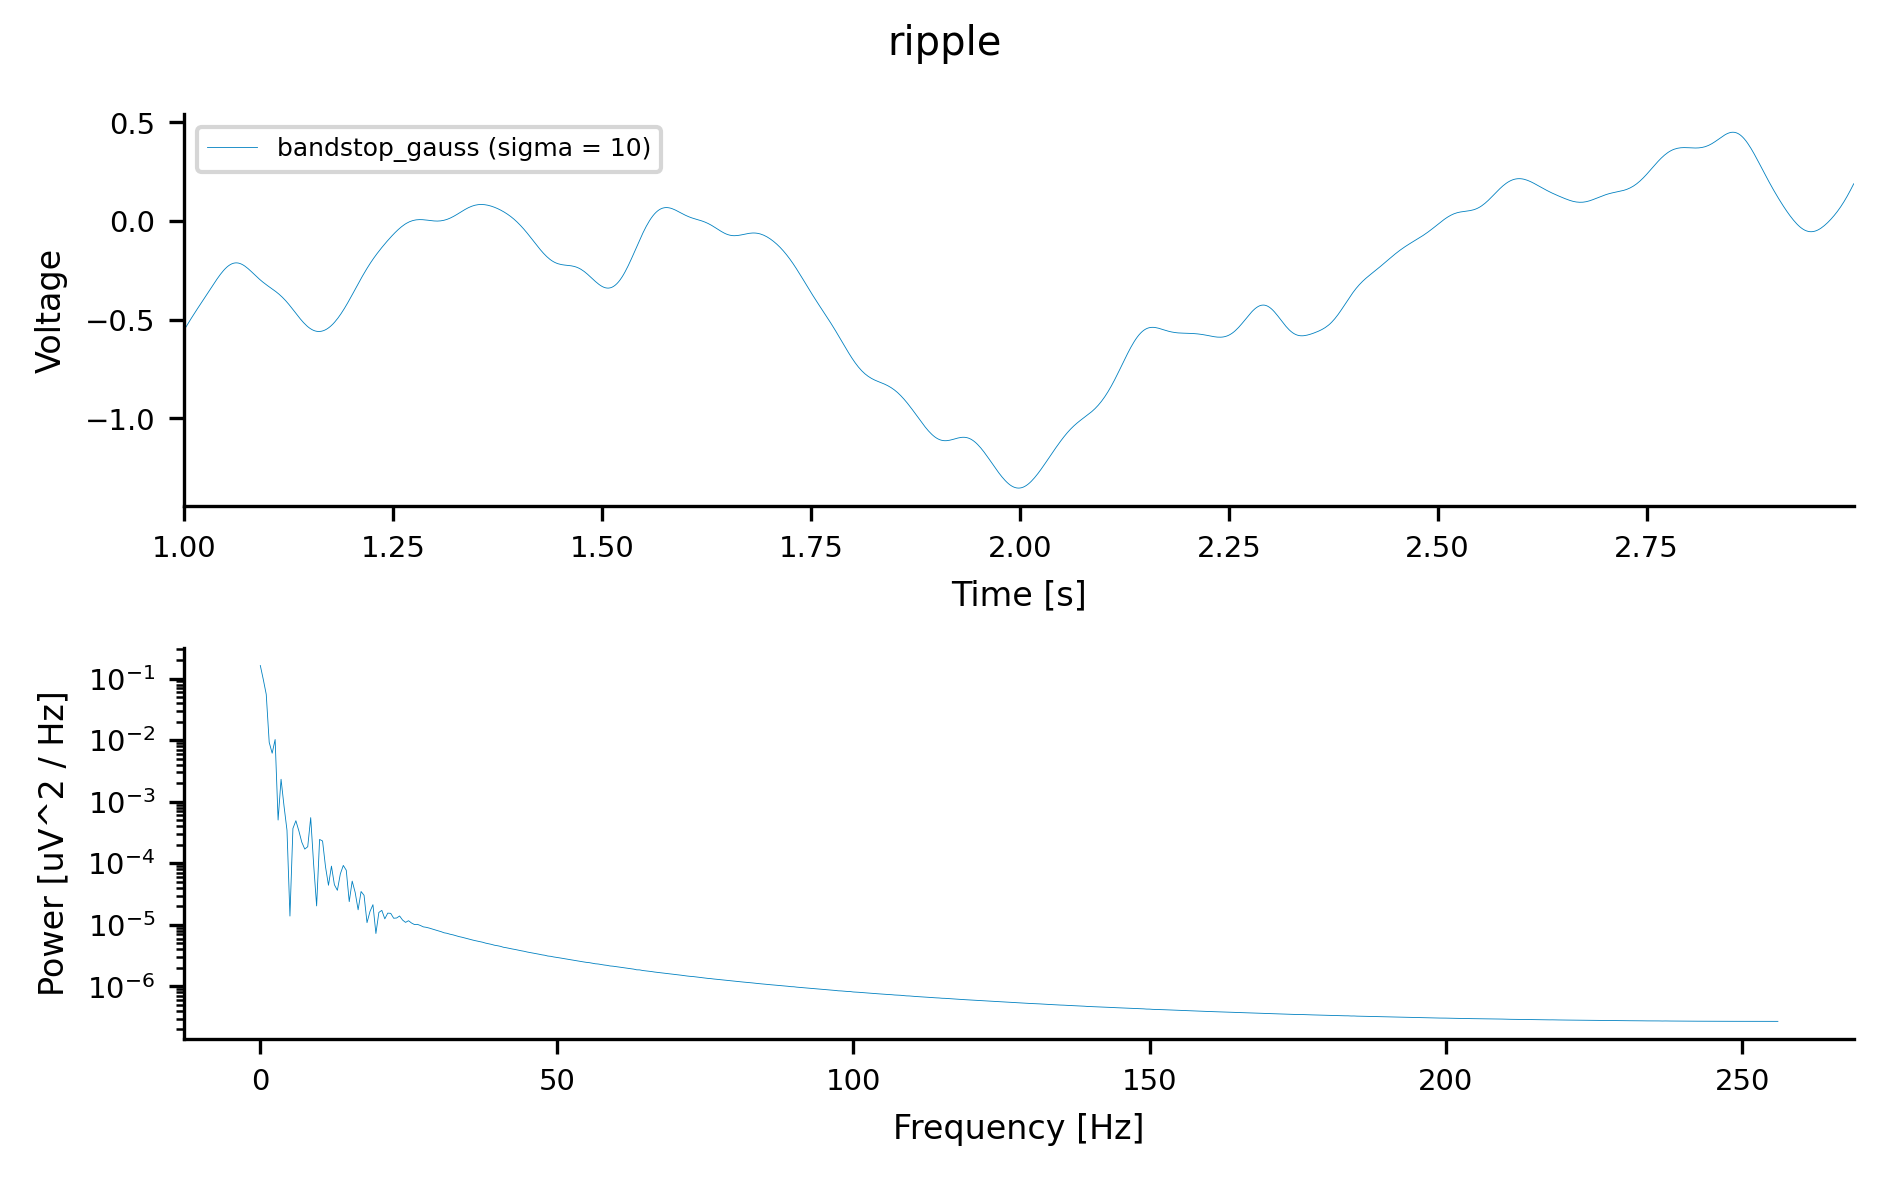 ripple
0.5
0.0
−0.5
−1.0
Voltage
bandstop_gauss (sigma = 10)
1.00 1.25 1.50 1.75 2.00 2.25 2.50 2.75
Time [s]
10⁻¹
10⁻²
10⁻³
10⁻⁴
10⁻⁵
10⁻⁶
Power [uV^2 / Hz]
0 50 100 150 200 250
Frequency [Hz]